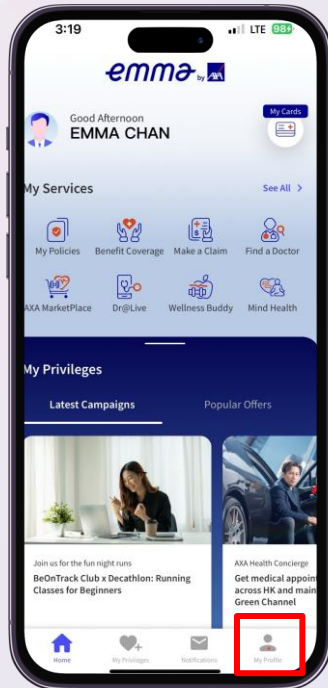 3:19
LTE 98
emma by AXA
My Cards
Good Afternoon
EMMA CHAN
My Services
See All >
My Policies
Benefit Coverage
Make a Claim
Find a Doctor
AXA MarketPlace
Dr@Live
Wellness Buddy
Mind Health
My Privileges
Latest Campaigns
Popular Offers
Join us for the fun night runs
BeOnTrack Club x Decathlon: Running
Classes for Beginners
AXA Health Concierge
Get medical appoin
across HK and main
Green Channel
Home
My Privileges
Notifications
My Profile